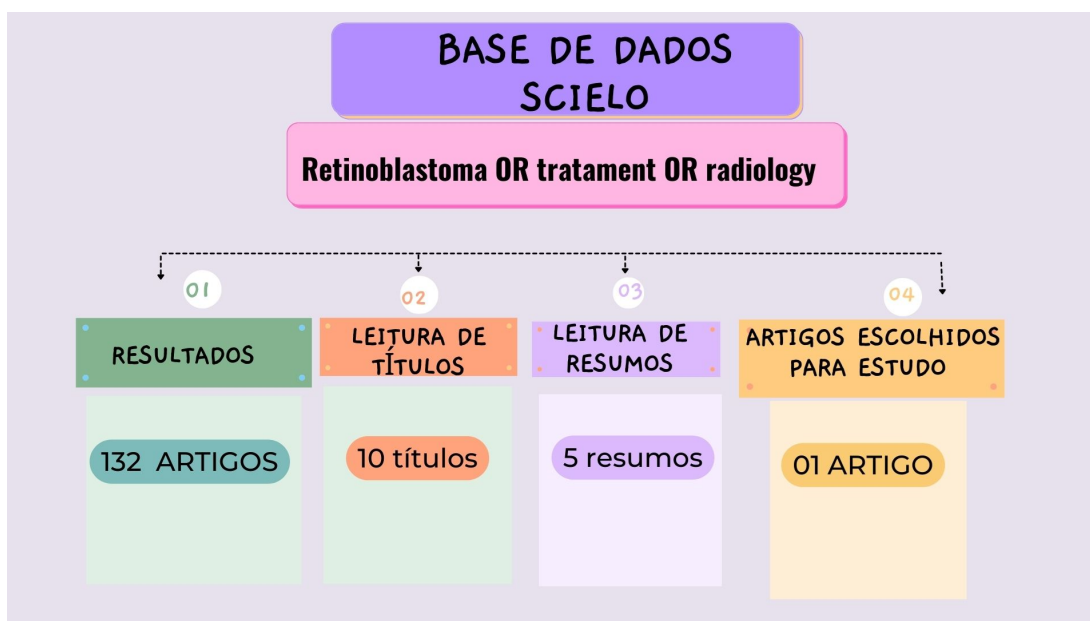 BASE DE DADOS
SCIELO
Retinoblastoma OR tratament OR radiology
01
RESULTADOS
132 ARTIGOS
02
LEITURA DE
TÍTULOS
10 títulos
03
LEITURA DE
RESUMOS
5 resumos
04
ARTIGOS ESCOLHIDOS
PARA ESTUDO
01 ARTIGO